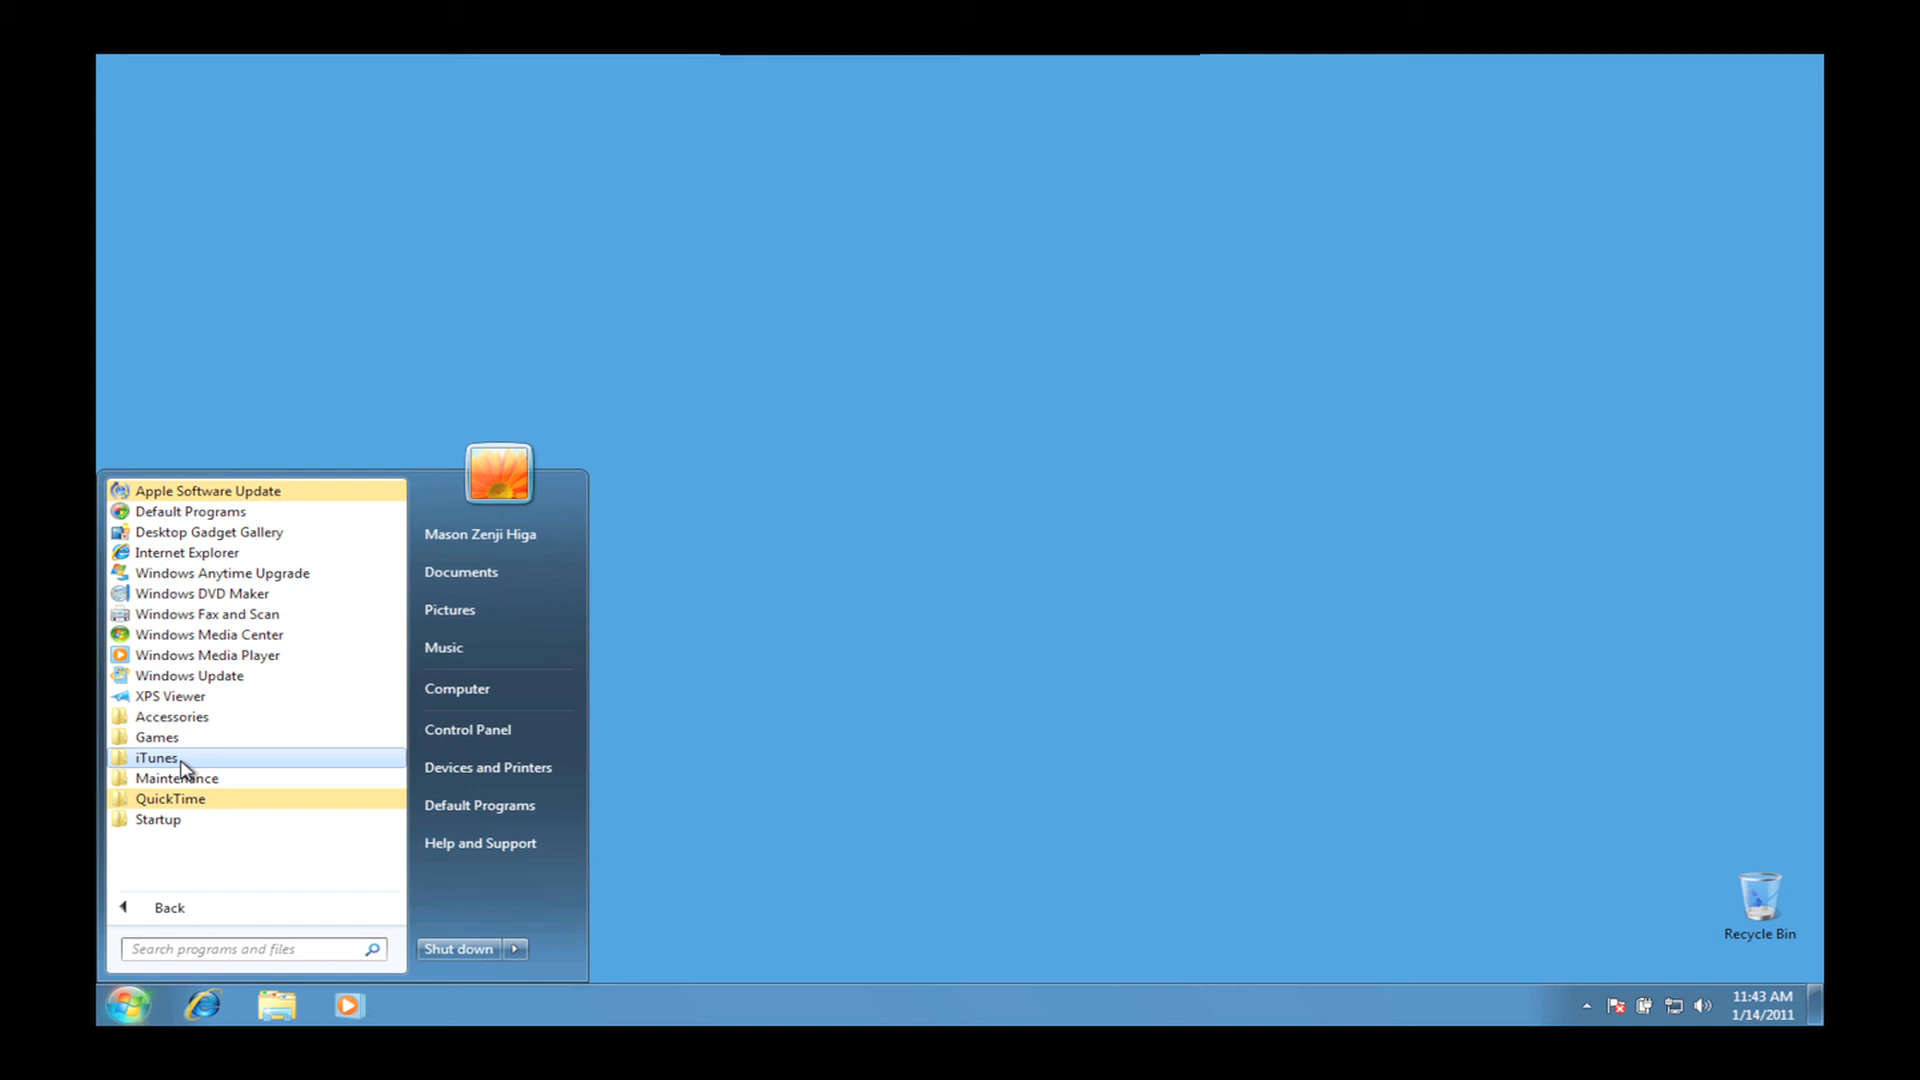 Apple Software Update
Default Programs
Desktop Gadget Gallery
Internet Explorer
Windows Anytime Upgrade
Windows DVD Maker
Windows Fax and Scan
Windows Media Center
Windows Media Player
Windows Update
XPS Viewer
Accessories
Games
iTunes
Maintenance
QuickTime
Startup
Back
Search programs and files
Mason Zenji Higa
Documents
Pictures
Music
Computer
Control Panel
Devices and Printers
Default Programs
Help and Support
Shut down
Recycle Bin
11:43 AM
1/14/2011